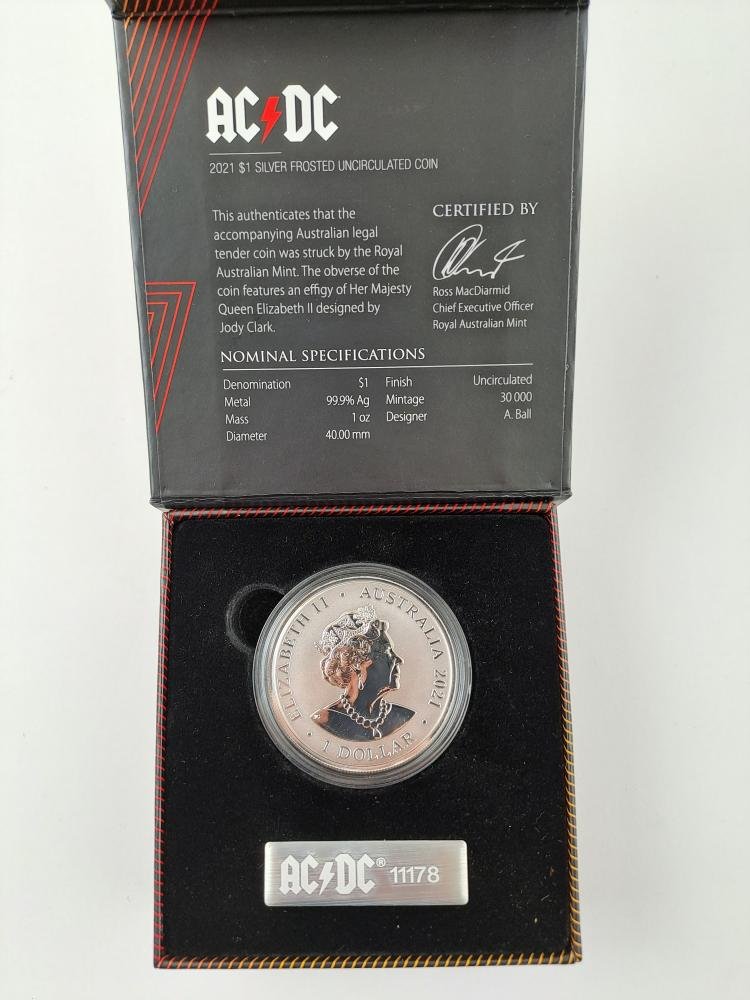 AC⚡DC™
2021 $1 SILVER FROSTED UNCIRCULATED COIN
This authenticates that the
accompanying Australian legal
tender coin was struck by the Royal
Australian Mint. The obverse of the
coin features an effigy of Her Majesty
Queen Elizabeth II designed by
Jody Clark.
CERTIFIED BY
Ross MacDiarmid
Chief Executive Officer
Royal Australian Mint
NOMINAL SPECIFICATIONS
Denomination $1 Finish Uncirculated
Metal 99.9% Ag Mintage 30 000
Mass 1 oz Designer A. Ball
Diameter 40.00 mm
ELIZABETH II • AUSTRALIA 2021 •
1 DOLLAR •
AC⚡DC® 11178